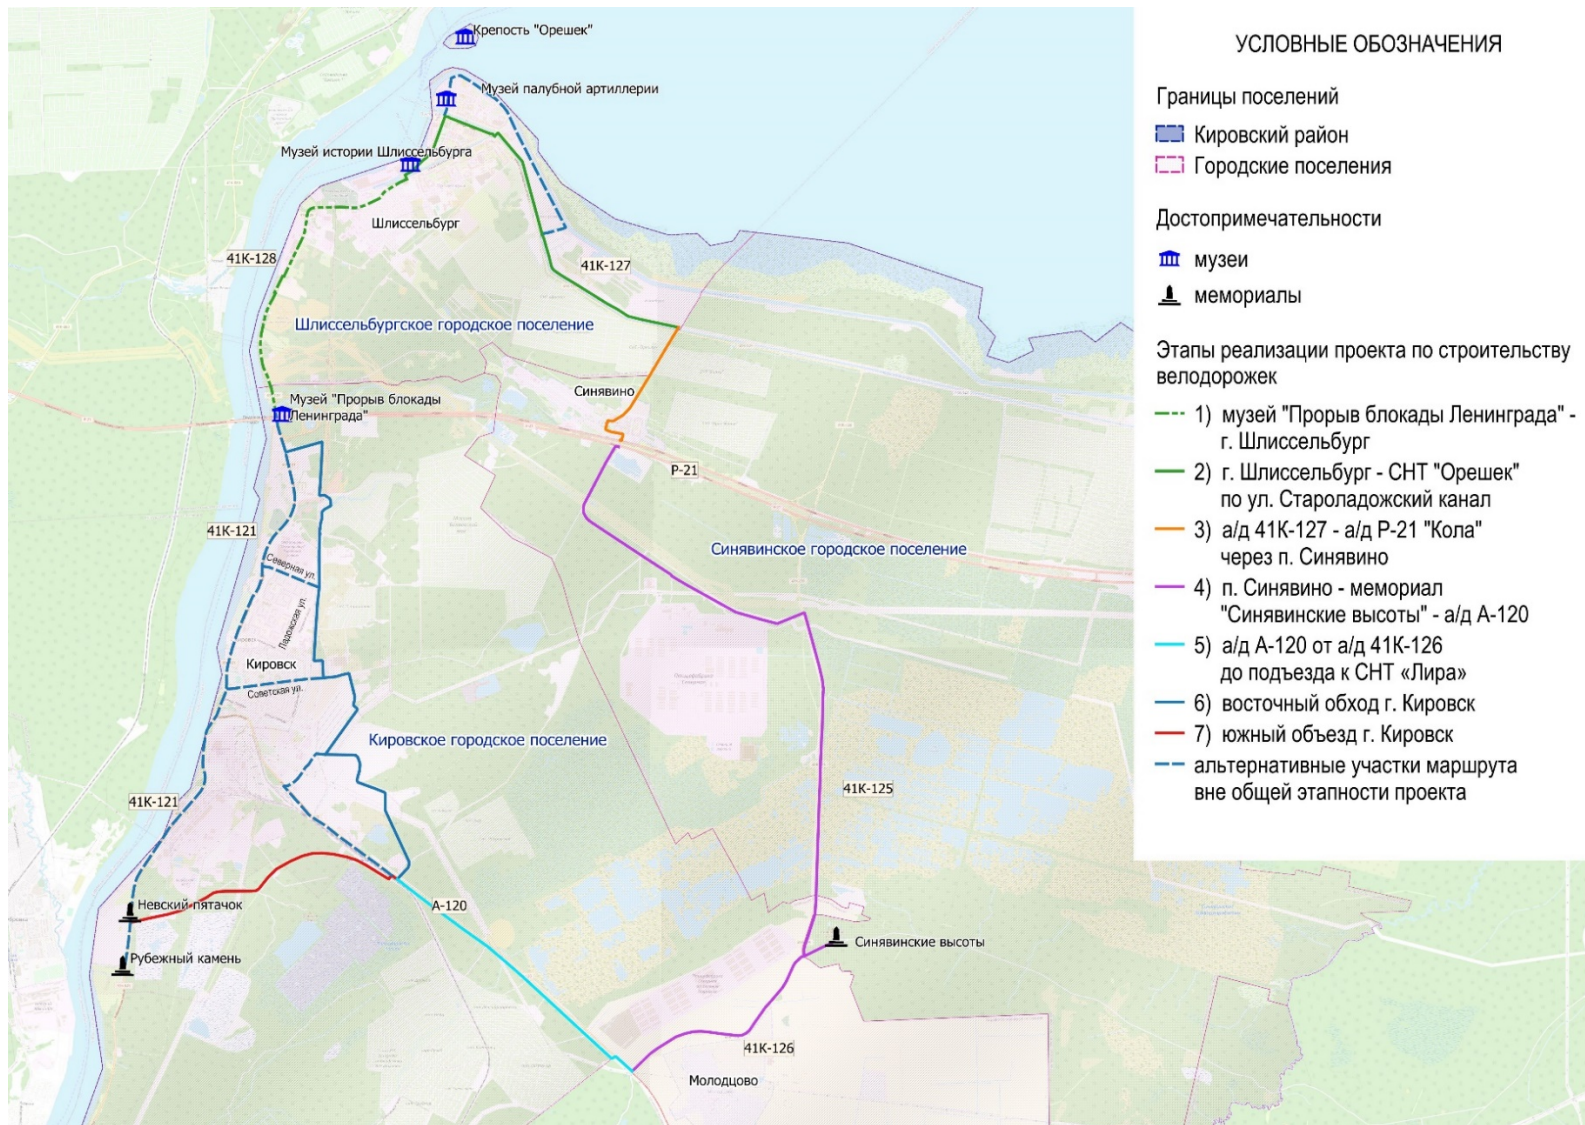 Крепость "Орешек"
Музей палубной артиллерии
Музей истории Шлиссельбурга
Шлиссельбург
41К-128
41К-127
Шлиссельбургское городское поселение
Синявино
Музей "Прорыв блокады
Ленинграда"
Р-21
41К-121
Синявинское городское поселение
Северная ул.
Ладожская ул.
Кировск
Советская ул.
Кировское городское поселение
41К-121
41К-125
Невский пятачок
А-120
Синявинские высоты
Рубежный камень
41К-126
Молодцово
УСЛОВНЫЕ ОБОЗНАЧЕНИЯ
Границы поселений
Кировский район
Городские поселения
Достопримечательности
музеи
мемориалы
Этапы реализации проекта по строительству
велодорожек
1) музей "Прорыв блокады Ленинграда" -
г. Шлиссельбург
2) г. Шлиссельбург - СНТ "Орешек"
по ул. Староладожский канал
3) а/д 41К-127 - а/д Р-21 "Кола"
через п. Синявино
4) п. Синявино - мемориал
"Синявинские высоты" - а/д А-120
5) а/д А-120 от а/д 41К-126
до подъезда к СНТ «Лира»
6) восточный обход г. Кировск
7) южный объезд г. Кировск
альтернативные участки маршрута
вне общей этапности проекта